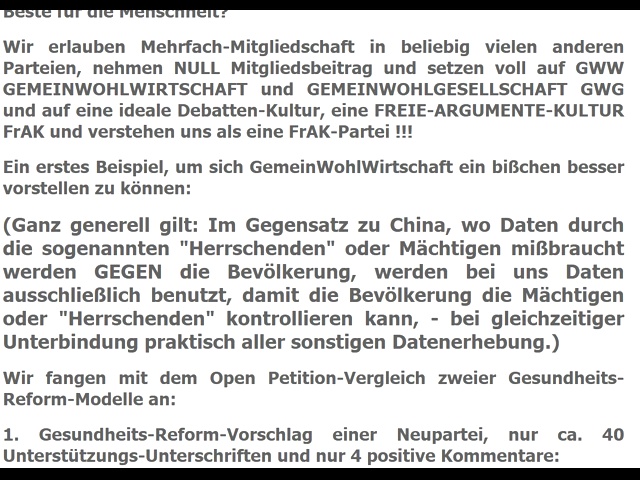 Beste für die Menschheit?
Wir erlauben Mehrfach-Mitgliedschaft in beliebig vielen anderen
Parteien, nehmen NULL Mitgliedsbeitrag und setzen voll auf GWW
GEMEINWOHLWIRTSCHAFT und GEMEINWOHLGESELLSCHAFT GWG
und auf eine ideale Debatten-Kultur, eine FREIE-ARGUMENTE-KULTUR
FrAK und verstehen uns als eine FrAK-Partei !!!
Ein erstes Beispiel, um sich GemeinWohlWirtschaft ein bißchen besser
vorstellen zu können:
(Ganz generell gilt: Im Gegensatz zu China, wo Daten durch
die sogenannten "Herrschenden" oder Mächtigen mißbraucht
werden GEGEN die Bevölkerung, werden bei uns Daten
ausschließlich benutzt, damit die Bevölkerung die Mächtigen
oder "Herrschenden" kontrollieren kann, - bei gleichzeitiger
Unterbindung praktisch aller sonstigen Datenerhebung.)
Wir fangen mit dem Open Petition-Vergleich zweier Gesundheits-
Reform-Modelle an:
1. Gesundheits-Reform-Vorschlag einer Neupartei, nur ca. 40
Unterstützungs-Unterschriften und nur 4 positive Kommentare: